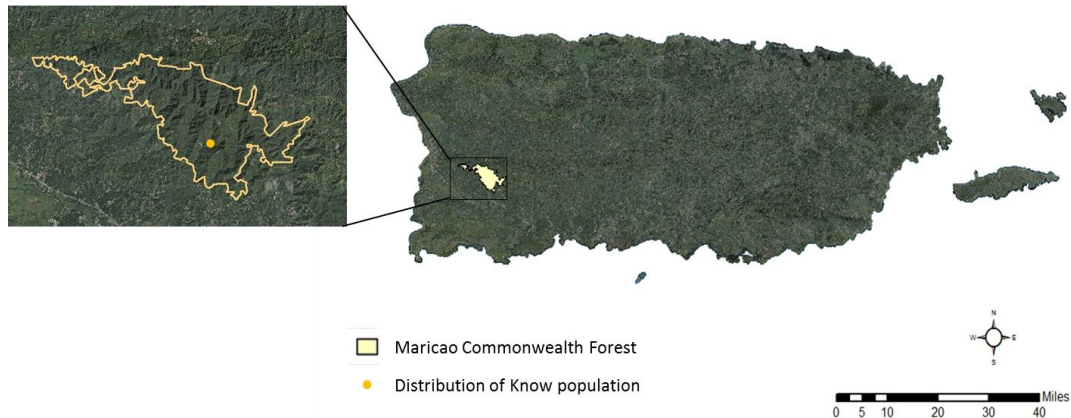 N
W E
S
Maricao Commonwealth Forest
Distribution of Know population
Miles
0 5 10 20 30 40